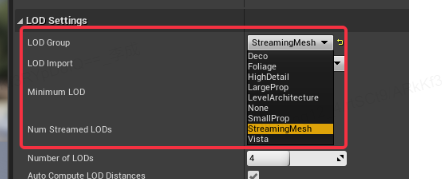 LOD Settings
LOD Group StreamingMesh
Deco
LOD Import
Foliage
HighDetail
Minimum LOD
LargeProp
LevelArchitecture
None
SmallProp
Num Streamed LODs
StreamingMesh
Vista
Number of LODs 4
Auto Compute LOD Distances